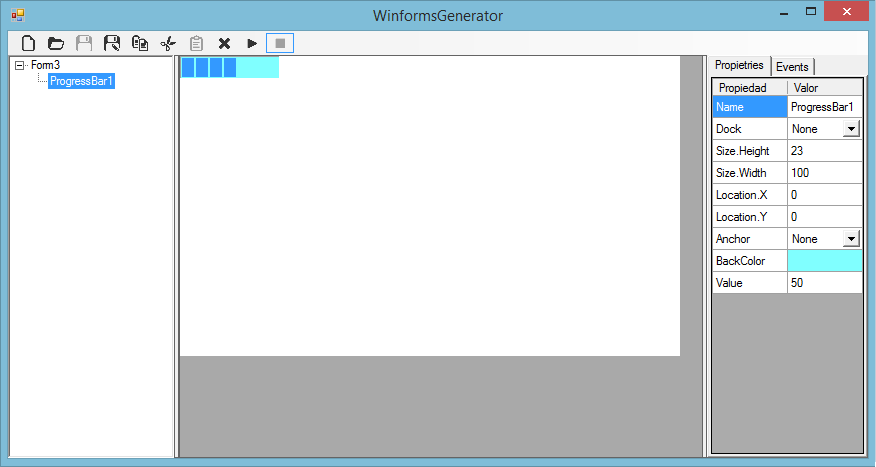 WinformsGenerator
Form3
ProgressBar1
Propietries Events
Propiedad Valor
Name ProgressBar1
Dock None
Size.Height 23
Size.Width 100
Location.X 0
Location.Y 0
Anchor None
BackColor
Value 50